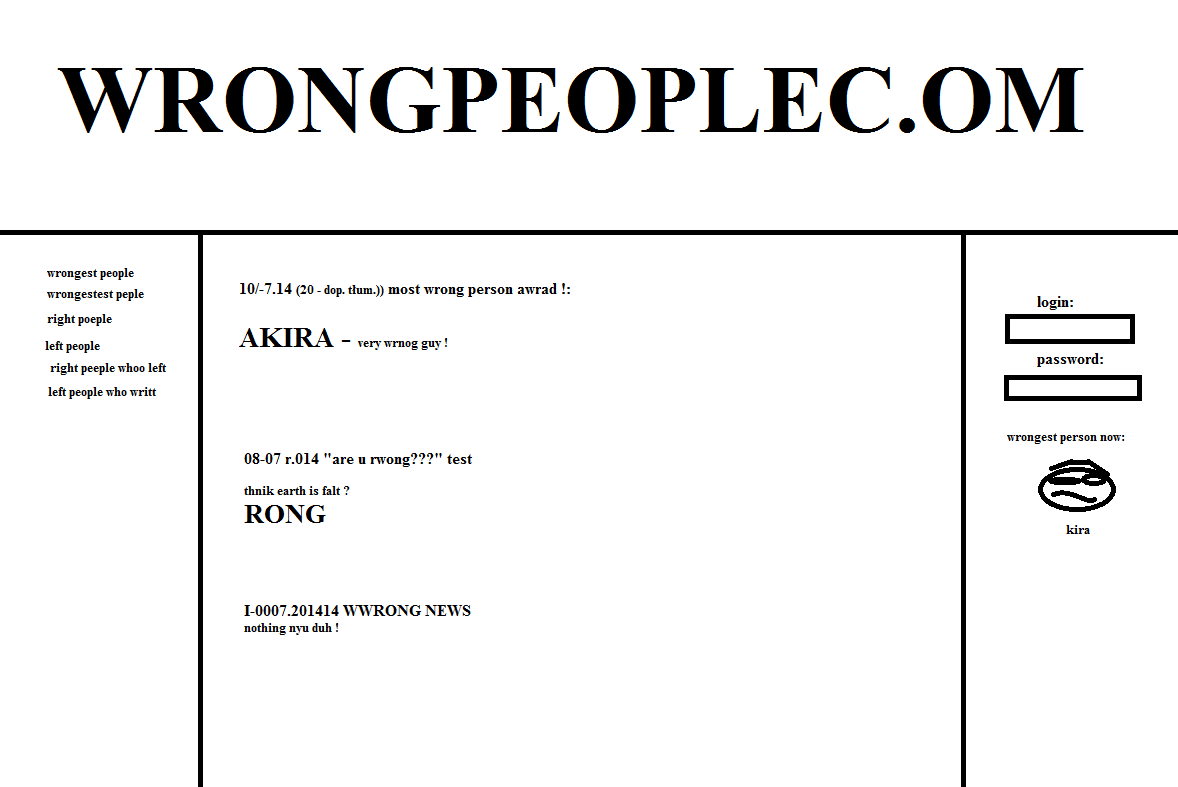 WRONGPEOPLEC.OM
wrongest people
wrongestest peple
right poeple
left people
right peeple whoo left
left people who writt
10/-7.14 (20 - dop. tłum.)) most wrong person awrad !:
AKIRA - very wrnog guy !
08-07 r.014 "are u rwong???" test
thnik earth is falt ?
RONG
I-0007.201414 WWRONG NEWS
nothing nyu duh !
login:
password:
wrongest person now:
kira